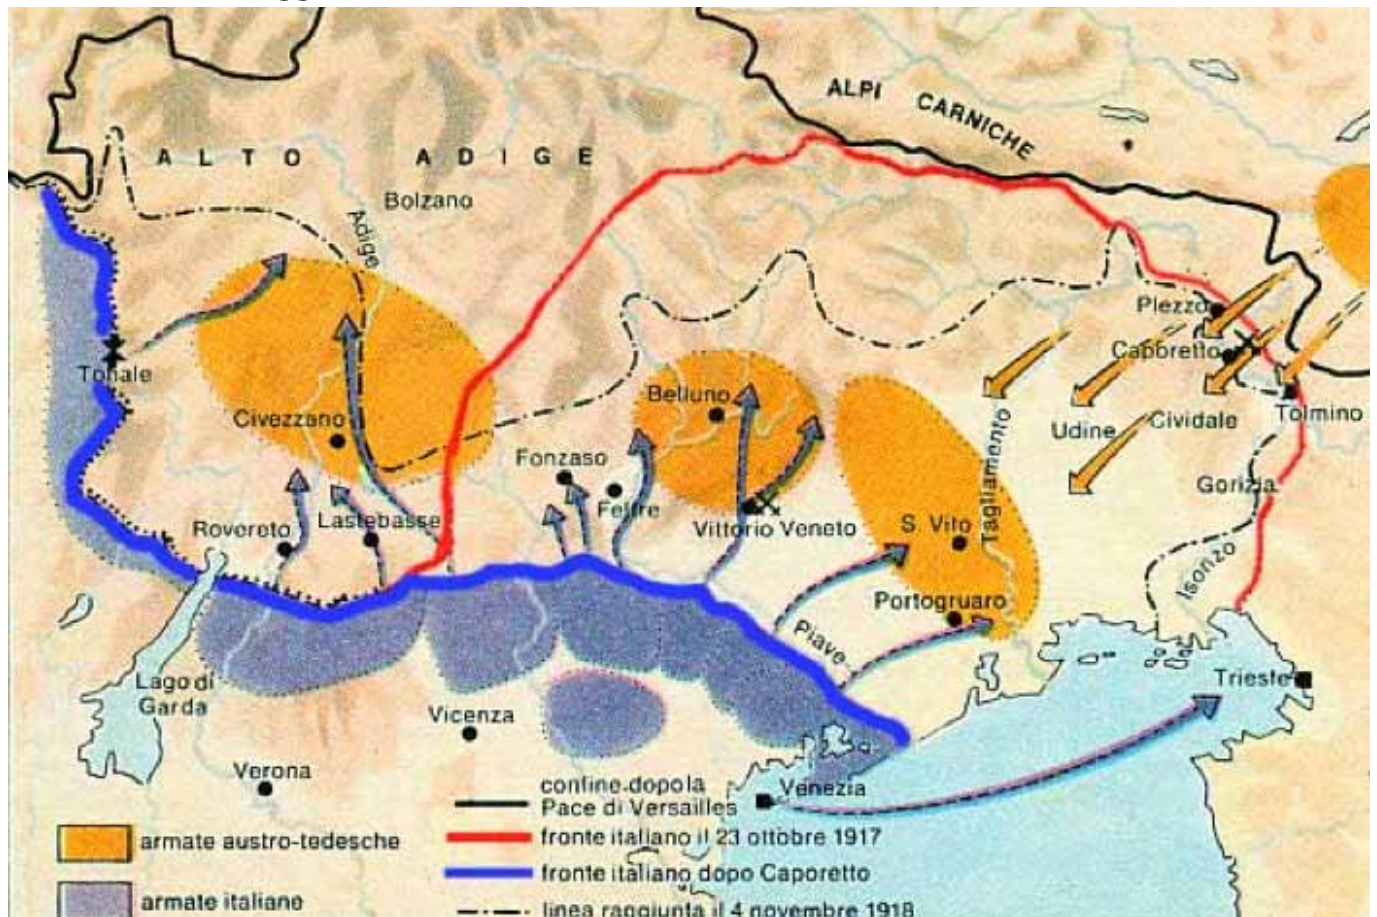 ALPI CARNICHE
ALTO ADIGE
Bolzano
Adige
Plezzo
Caporetto
Tonale
Belluno
Tolmino
Civezzano
Udine
Cividale
Tagliamento
Fonzaso
Feltre
Gorizia
Rovereto
Lastebasse
Vittorio Veneto
S. Vito
Isonzo
Portogruaro
Piave
Lago di
Garda
Trieste
Vicenza
Verona
Venezia
confine dopo la
Pace di Versailles
armate austro-tedesche
fronte italiano il 23 ottobre 1917
fronte italiano dopo Caporetto
armate italiane
linea raggiunta il 4 novembre 1918